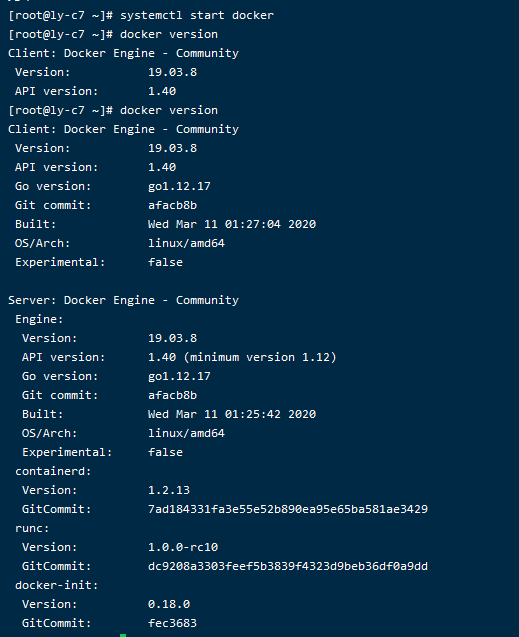 [root@ly-c7 ~]# systemctl start docker
[root@ly-c7 ~]# docker version
Client: Docker Engine - Community
 Version:           19.03.8
 API version:       1.40
[root@ly-c7 ~]# docker version
Client: Docker Engine - Community
 Version:           19.03.8
 API version:       1.40
 Go version:        go1.12.17
 Git commit:        afacb8b
 Built:             Wed Mar 11 01:27:04 2020
 OS/Arch:           linux/amd64
 Experimental:      false

Server: Docker Engine - Community
 Engine:
  Version:          19.03.8
  API version:      1.40 (minimum version 1.12)
  Go version:       go1.12.17
  Git commit:       afacb8b
  Built:            Wed Mar 11 01:25:42 2020
  OS/Arch:          linux/amd64
  Experimental:     false
 containerd:
  Version:          1.2.13
  GitCommit:        7ad184331fa3e55e52b890ea95e65ba581ae3429
 runc:
  Version:          1.0.0-rc10
  GitCommit:        dc9208a3303feef5b3839f4323d9beb36df0a9dd
 docker-init:
  Version:          0.18.0
  GitCommit:        fec3683